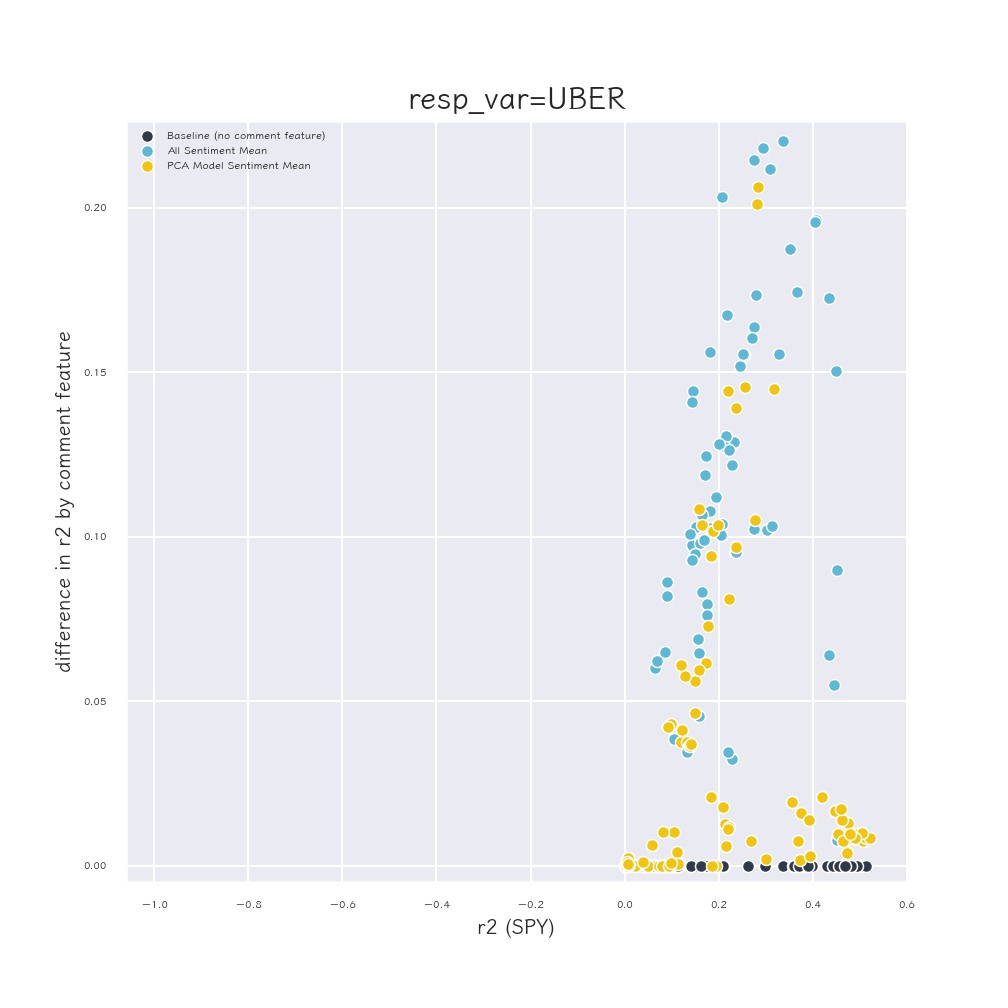 resp_var=UBER
Baseline (no comment feature)
All Sentiment Mean
PCA Model Sentiment Mean
difference in r2 by comment feature
0.20
0.15
0.10
0.05
0.00
−1.0 −0.8 −0.6 −0.4 −0.2 0.0 0.2 0.4 0.6
r2 (SPY)